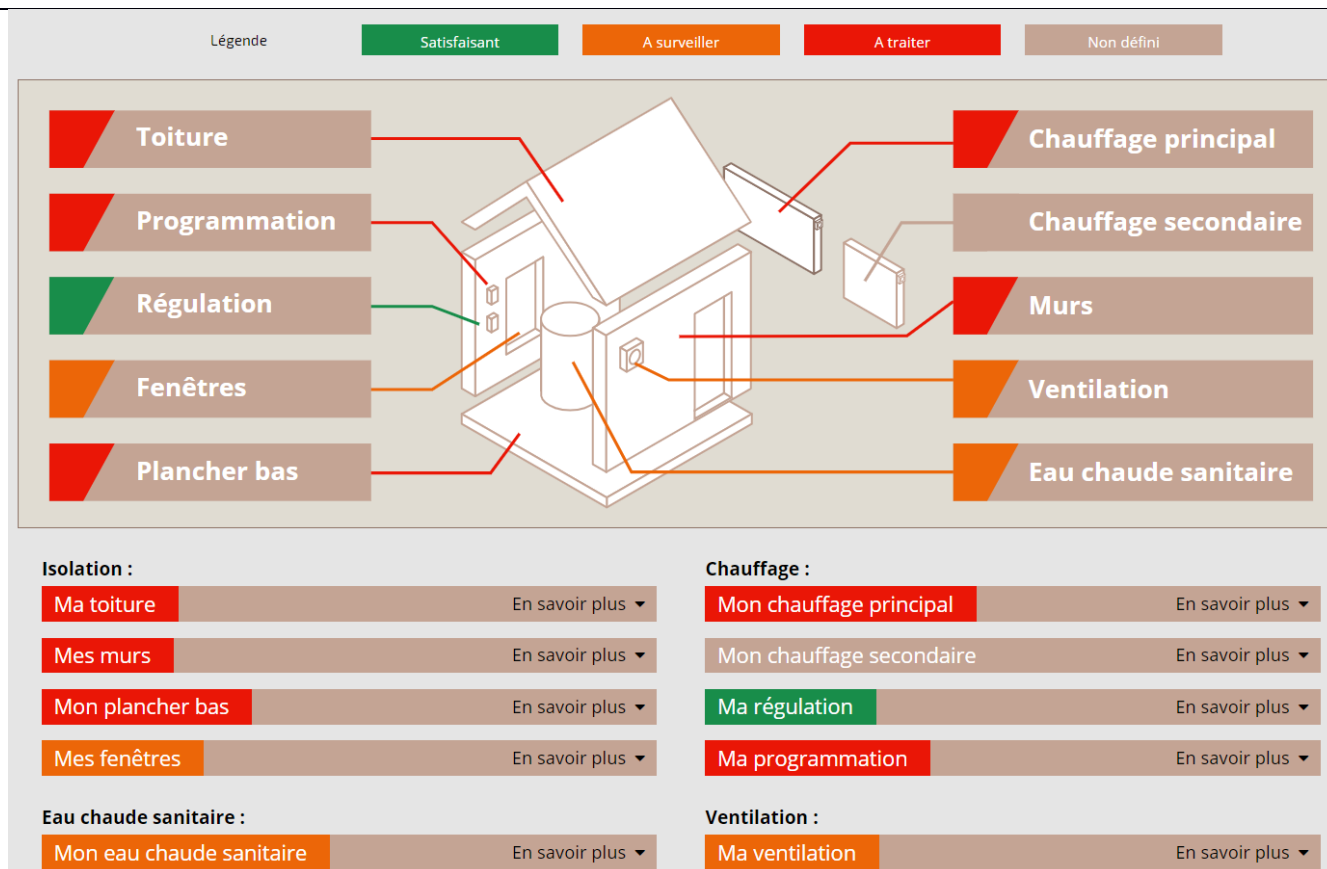 Légende
Satisfaisant
A surveiller
A traiter
Non défini
Toiture
Programmation
Régulation
Fenêtres
Plancher bas
Chauffage principal
Chauffage secondaire
Murs
Ventilation
Eau chaude sanitaire
Isolation :
Ma toiture En savoir plus
Mes murs En savoir plus
Mon plancher bas En savoir plus
Mes fenêtres En savoir plus
Chauffage :
Mon chauffage principal En savoir plus
Mon chauffage secondaire En savoir plus
Ma régulation En savoir plus
Ma programmation En savoir plus
Eau chaude sanitaire :
Mon eau chaude sanitaire En savoir plus
Ventilation :
Ma ventilation En savoir plus